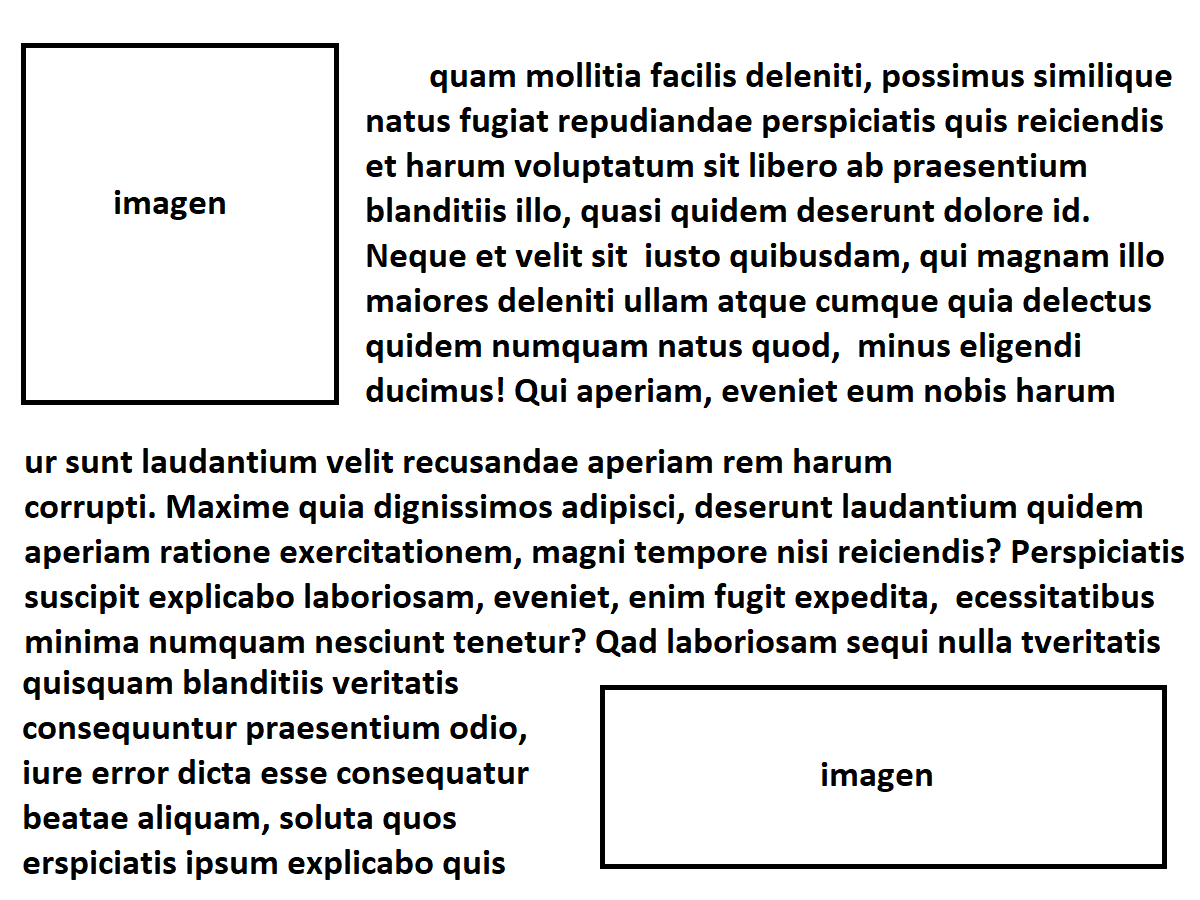 imagen
quam mollitia facilis deleniti, possimus similique
natus fugiat repudiandae perspiciatis quis reiciendis
et harum voluptatum sit libero ab praesentium
blanditiis illo, quasi quidem deserunt dolore id.
Neque et velit sit  iusto quibusdam, qui magnam illo
maiores deleniti ullam atque cumque quia delectus
quidem numquam natus quod,  minus eligendi
ducimus! Qui aperiam, eveniet eum nobis harum
ur sunt laudantium velit recusandae aperiam rem harum
corrupti. Maxime quia dignissimos adipisci, deserunt laudantium quidem
aperiam ratione exercitationem, magni tempore nisi reiciendis? Perspiciatis
suscipit explicabo laboriosam, eveniet, enim fugit expedita,  ecessitatibus
minima numquam nesciunt tenetur? Qad laboriosam sequi nulla tveritatis
quisquam blanditiis veritatis
consequuntur praesentium odio,
iure error dicta esse consequatur
beatae aliquam, soluta quos
erspiciatis ipsum explicabo quis
imagen